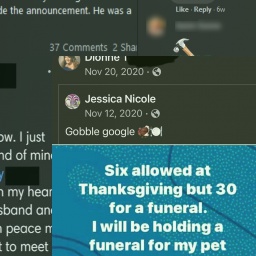 de the announcement. He was a
Like · Reply · 6w
37 Comments 2 Sha
Dionne
Nov 20, 2020 ·
Jessica Nicole
Nov 12, 2020 ·
Gobble google 🦃🍽
ow. I just
nd of mine
y
n my hear
sband and
n peace m
t to meet
Six allowed at
Thanksgiving but 30
for a funeral.
I will be holding a
funeral for my pet